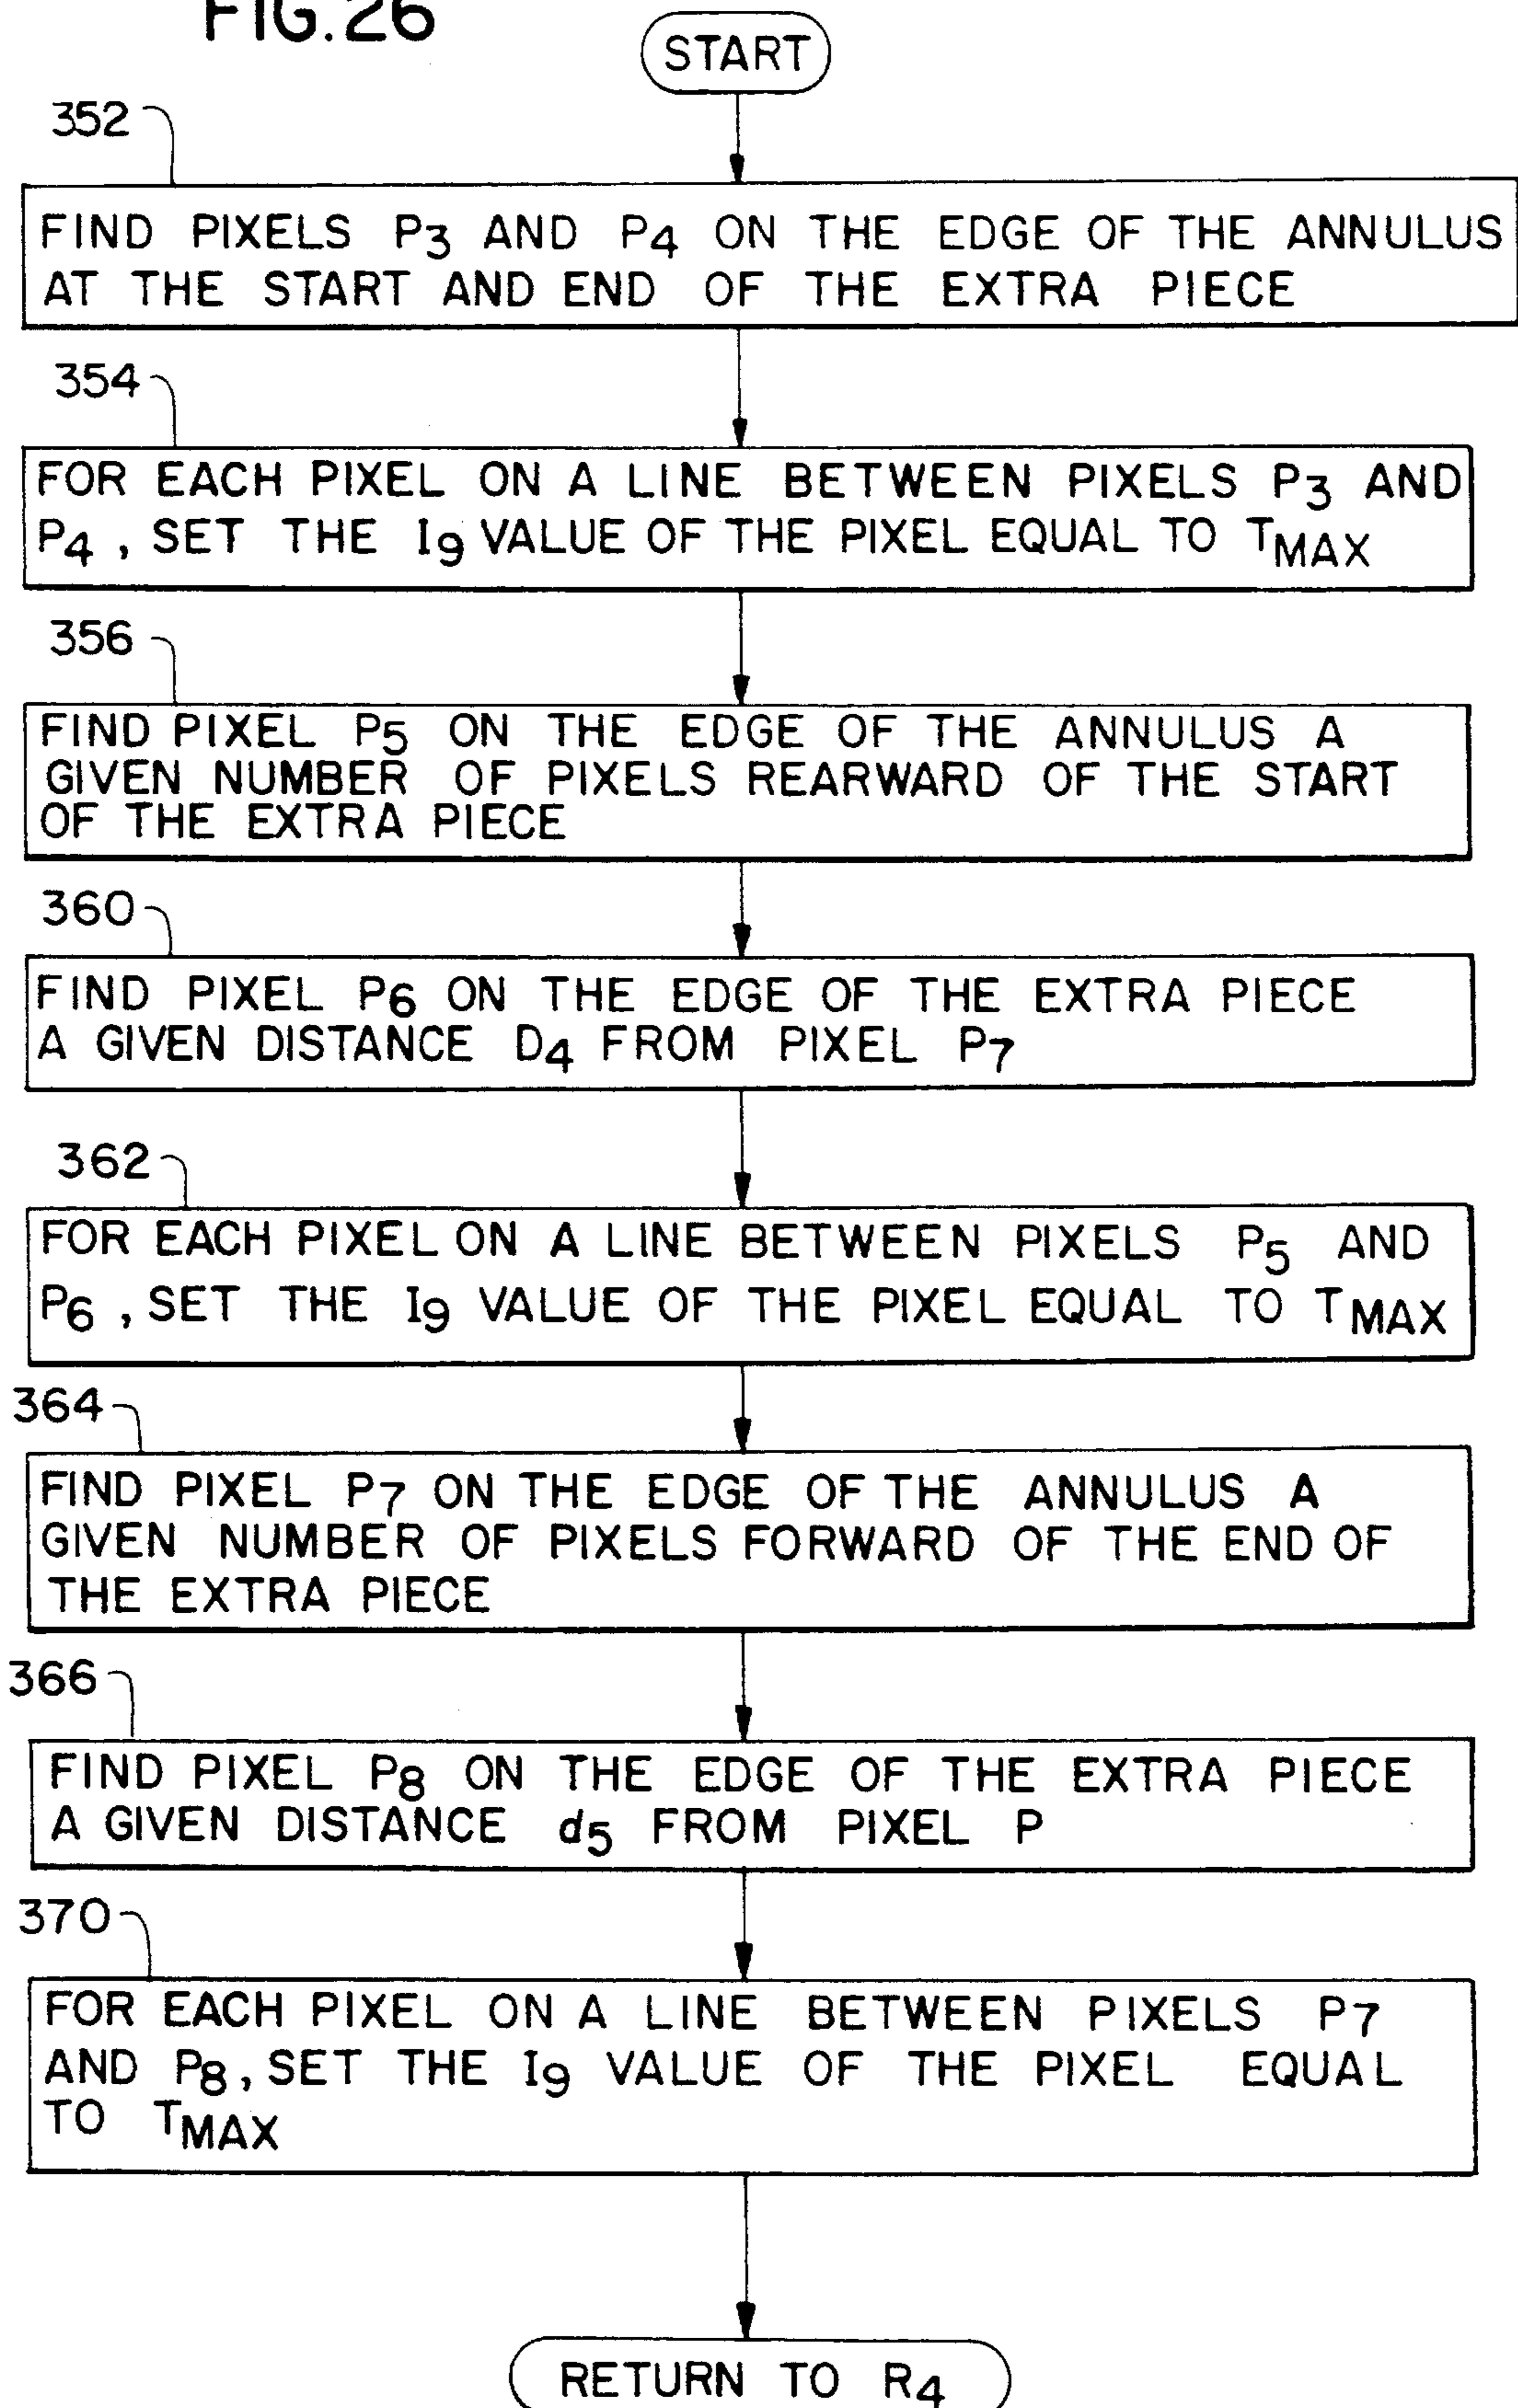 FIG.26
START
352
FIND PIXELS P3 AND P4 ON THE EDGE OF THE ANNULUS
AT THE START AND END OF THE EXTRA PIECE
354
FOR EACH PIXEL ON A LINE BETWEEN PIXELS P3 AND
P4, SET THE I9 VALUE OF THE PIXEL EQUAL TO TMAX
356
FIND PIXEL P5 ON THE EDGE OF THE ANNULUS A
GIVEN NUMBER OF PIXELS REARWARD OF THE START
OF THE EXTRA PIECE
360
FIND PIXEL P6 ON THE EDGE OF THE EXTRA PIECE
A GIVEN DISTANCE D4 FROM PIXEL P7
362
FOR EACH PIXEL ON A LINE BETWEEN PIXELS P5 AND
P6, SET THE I9 VALUE OF THE PIXEL EQUAL TO TMAX
364
FIND PIXEL P7 ON THE EDGE OF THE ANNULUS A
GIVEN NUMBER OF PIXELS FORWARD OF THE END OF
THE EXTRA PIECE
366
FIND PIXEL P8 ON THE EDGE OF THE EXTRA PIECE
A GIVEN DISTANCE d5 FROM PIXEL P
370
FOR EACH PIXEL ON A LINE BETWEEN PIXELS P7
AND P8, SET THE I9 VALUE OF THE PIXEL EQUAL
TO TMAX
RETURN TO R4